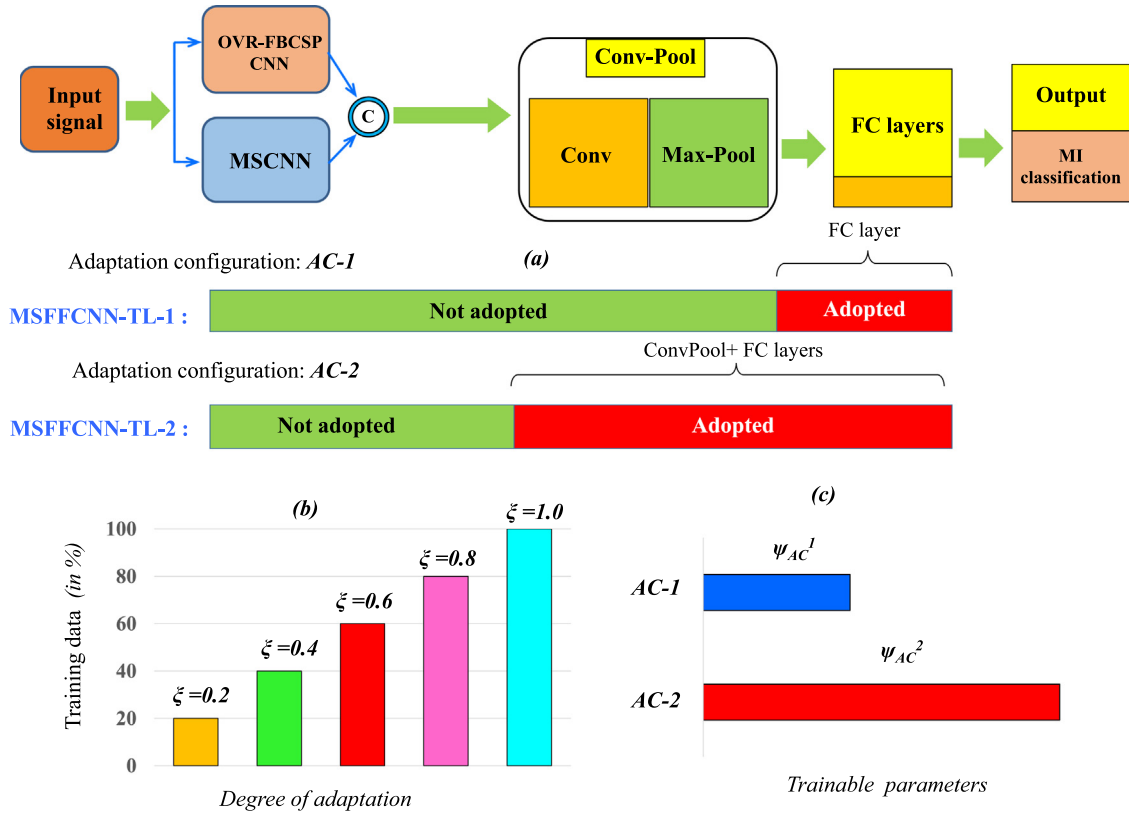 Input
signal
OVR-FBCSP
CNN
MSCNN
C
Conv-Pool
Conv
Max-Pool
FC layers
Output
MI
classification
FC layer
Adaptation configuration: AC-1
(a)
MSFFCNN-TL-1 :
Not adopted
Adopted
ConvPool+ FC layers
Adaptation configuration: AC-2
MSFFCNN-TL-2 :
Not adopted
Adopted
(b)
Training data (in %)
100
80
60
40
20
0
ξ =0.2
ξ =0.4
ξ =0.6
ξ =0.8
ξ =1.0
Degree of adaptation
(c)
ψAC1
AC-1
ψAC2
AC-2
Trainable parameters